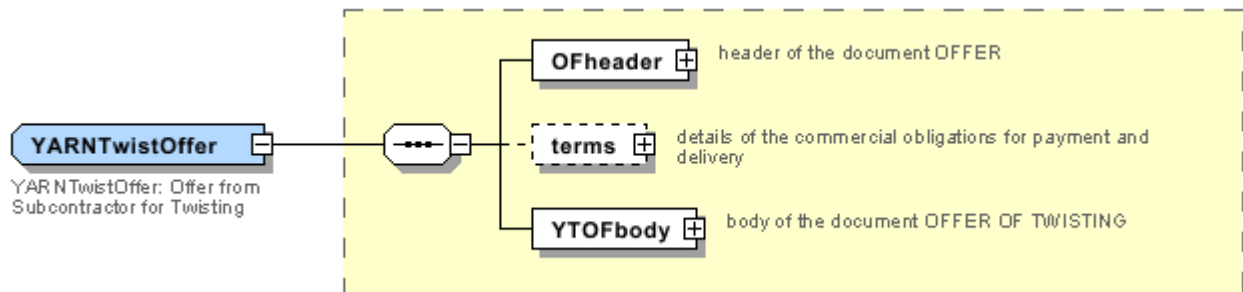 OFheader
header of the document OFFER
YARNTwistOffer
terms
details of the commercial obligations for payment and
delivery
YARNTwistOffer: Offer from
Subcontractor for Twisting
YTOFbody
body of the document OFFER OF TWISTING